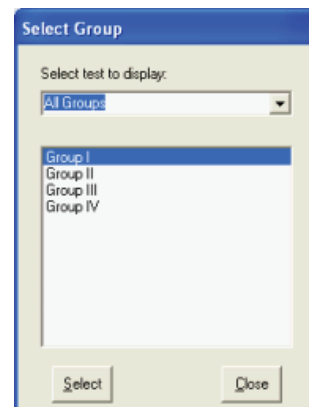 Select Group
Select test to display:
All Groups
Group I
Group II
Group III
Group IV
Select
Close